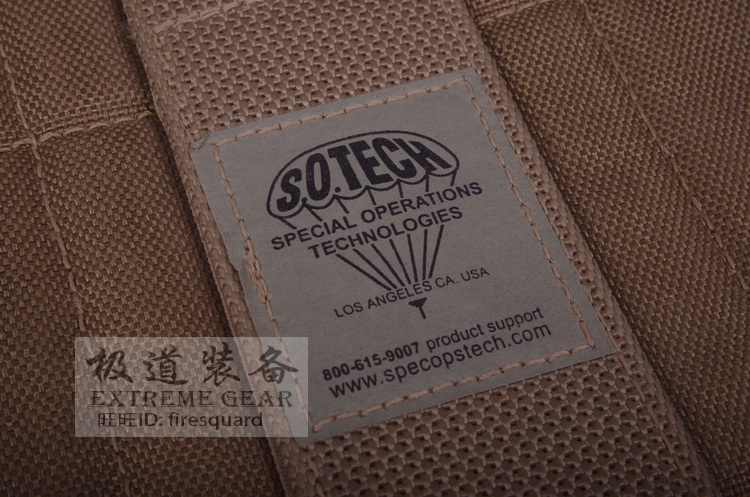 S.O.TECH
SPECIAL OPERATIONS
TECHNOLOGIES
LOS ANGELES CA. USA
800-615-9007 product support
www.specopstech.com
极道装备
EXTREME GEAR
旺旺ID: firesquard